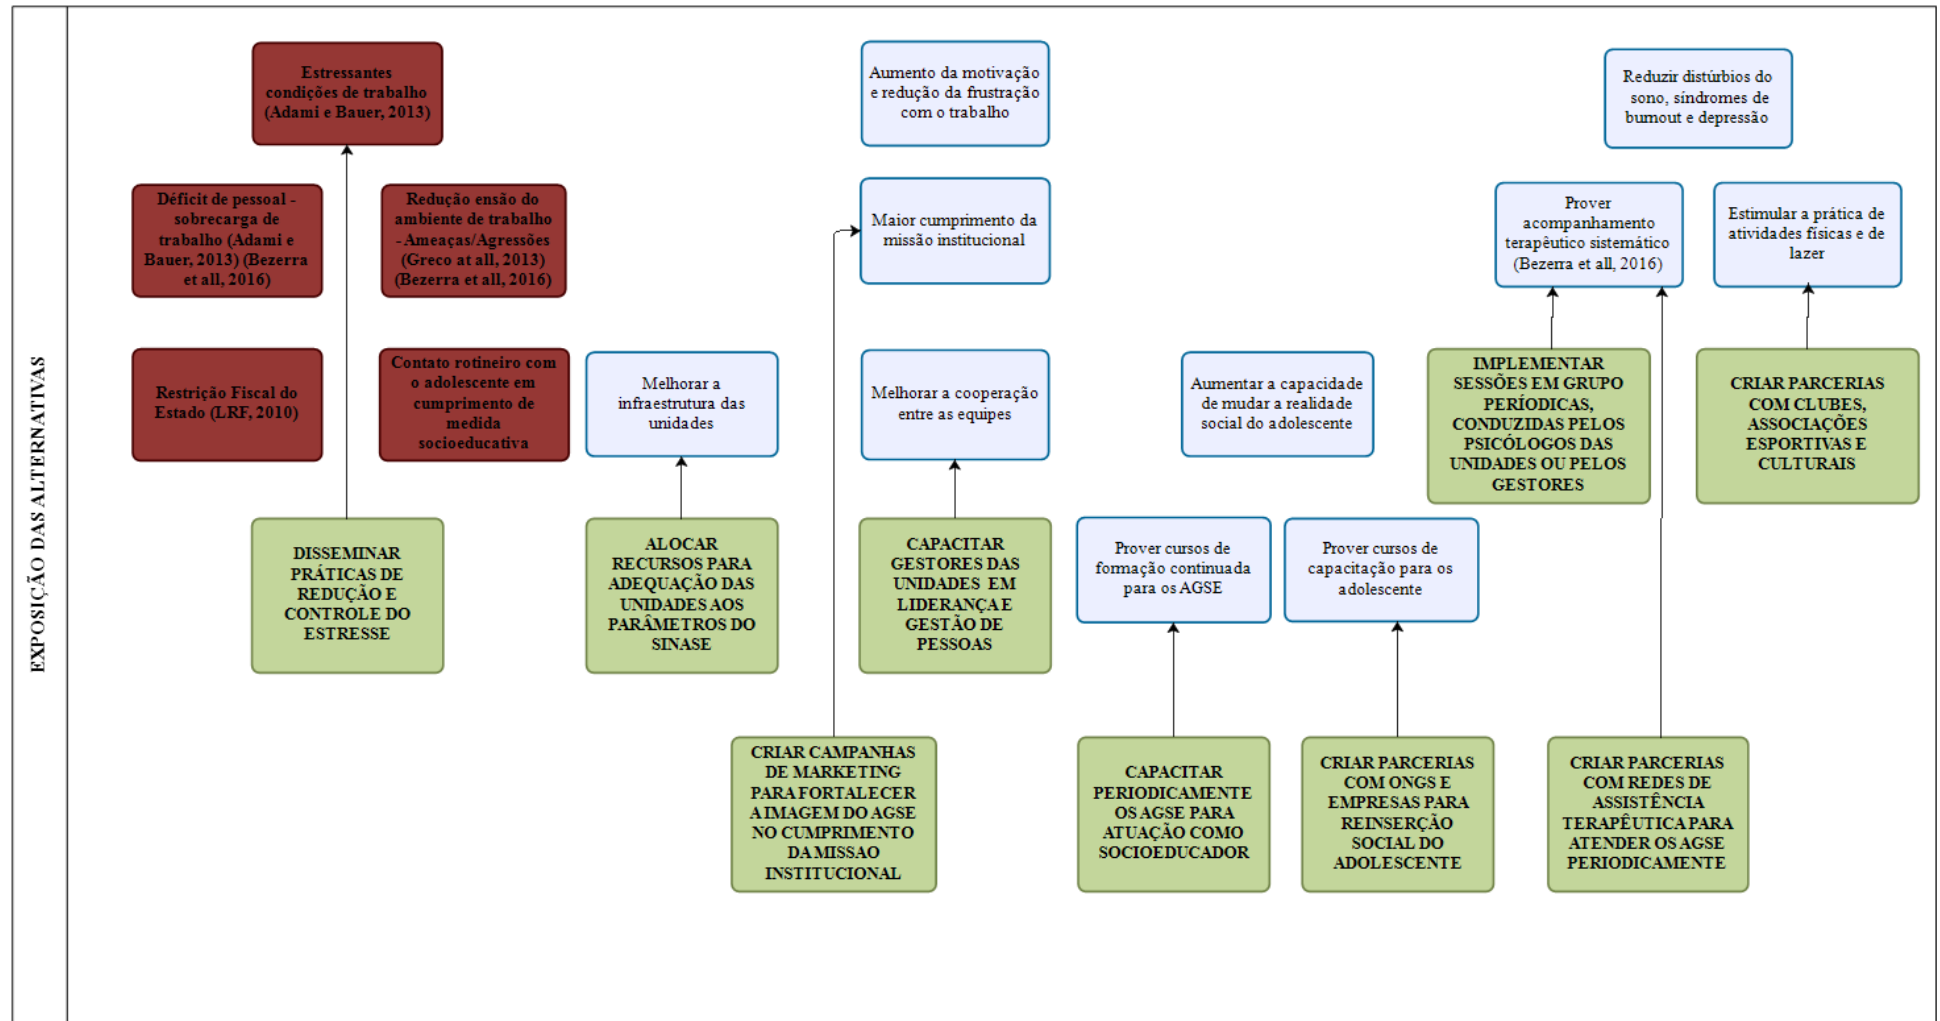 EXPOSIÇÃO DAS ALTERNATIVAS
Estressantes
condições de trabalho
(Adami e Bauer, 2013)
Aumento da motivação
e redução da frustração
com o trabalho
Reduzir distúrbios do
sono, síndromes de
burnout e depressão
Déficit de pessoal -
sobrecarga de
trabalho (Adami e
Bauer, 2013) (Bezerra
et all, 2016)
Redução ensão do
ambiente de trabalho
- Ameaças/Agressões
(Greco at all, 2013)
(Bezerra et all, 2016)
Maior cumprimento da
missão institucional
Prover
acompanhamento
terapêutico sistemático
(Bezerra et all, 2016)
Estimular a prática de
atividades físicas e de
lazer
Restrição Fiscal do
Estado (LRF, 2010)
Contato rotineiro com
o adolescente em
cumprimento de
medida
socioeducativa
Melhorar a
infraestrutura das
unidades
Melhorar a cooperação
entre as equipes
Aumentar a capacidade
de mudar a realidade
social do adolescente
IMPLEMENTAR
SESSÕES EM GRUPO
PERÍODICAS,
CONDUZIDAS PELOS
PSICÓLOGOS DAS
UNIDADES OU PELOS
GESTORES
CRIAR PARCERIAS
COM CLUBES,
ASSOCIAÇÕES
ESPORTIVAS E
CULTURAIS
DISSEMINAR
PRÁTICAS DE
REDUÇÃO E
CONTROLE DO
ESTRESSE
ALOCAR
RECURSOS PARA
ADEQUAÇÃO DAS
UNIDADES AOS
PARÂMETROS DO
SINASE
CAPACITAR
GESTORES DAS
UNIDADES EM
LIDERANÇA E
GESTÃO DE
PESSOAS
Prover cursos de
formação continuada
para os AGSE
Prover cursos de
capacitação para os
adolescente
CRIAR CAMPANHAS
DE MARKETING
PARA FORTALECER
A IMAGEM DO AGSE
NO CUMPRIMENTO
DA MISSAO
INSTITUCIONAL
CAPACITAR
PERIODICAMENTE
OS AGSE PARA
ATUAÇÃO COMO
SOCIOEDUCADOR
CRIAR PARCERIAS
COM ONGS E
EMPRESAS PARA
REINSERÇÃO
SOCIAL DO
ADOLESCENTE
CRIAR PARCERIAS
COM REDES DE
ASSISTÊNCIA
TERAPÊUTICA PARA
ATENDER OS AGSE
PERIODICAMENTE